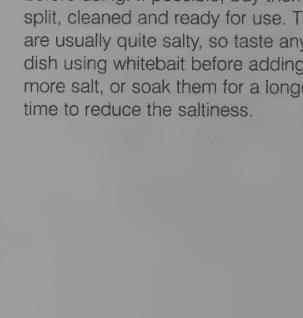 split, cleaned and ready for use. T
are usually quite salty, so taste any
dish using whitebait before adding
more salt, or soak them for a long
time to reduce the saltiness.